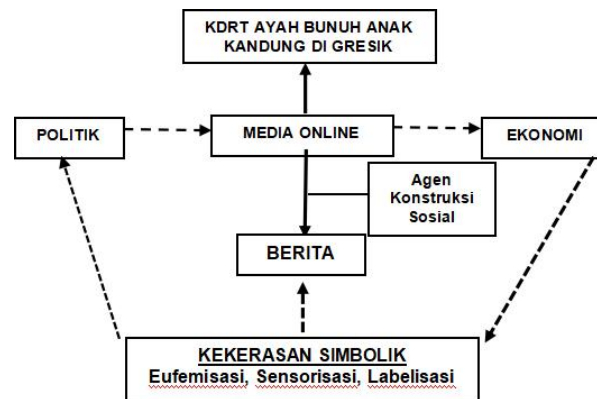 KDRT AYAH BUNUH ANAK
KANDUNG DI GRESIK
POLITIK
MEDIA ONLINE
EKONOMI
Agen
Konstruksi
Sosial
BERITA
KEKERASAN SIMBOLIK
Eufemisasi, Sensorisasi, Labelisasi